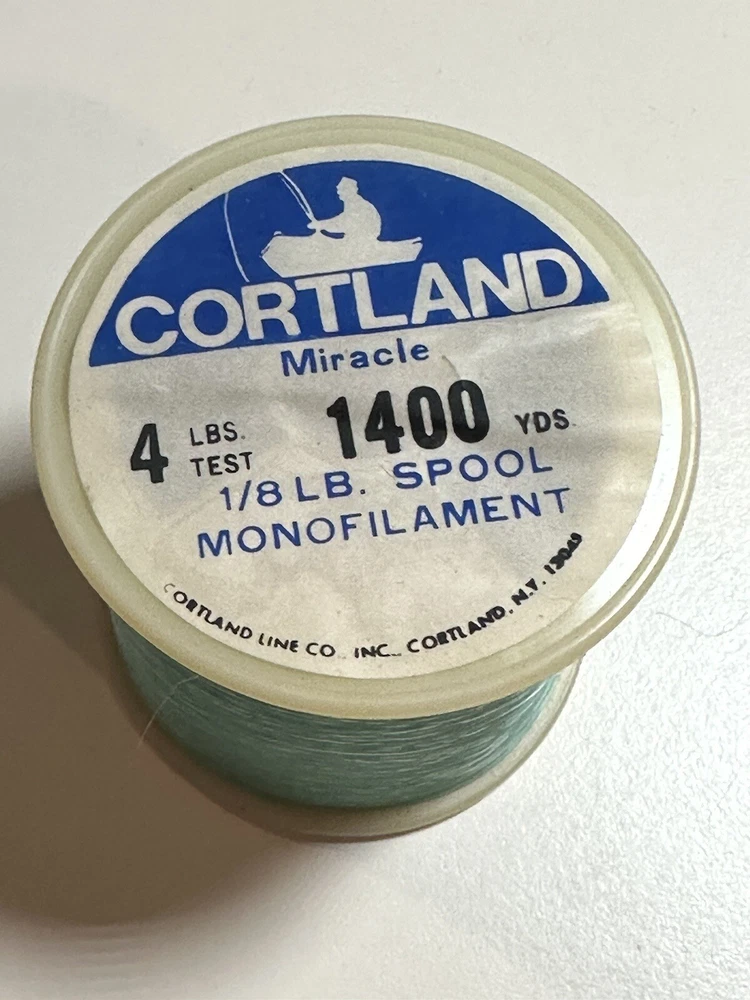 CORTLAND
Miracle
4 LBS. TEST 1400 YDS.
1/8 LB. SPOOL
MONOFILAMENT
CORTLAND LINE CO. INC. CORTLAND, N.Y. 13045